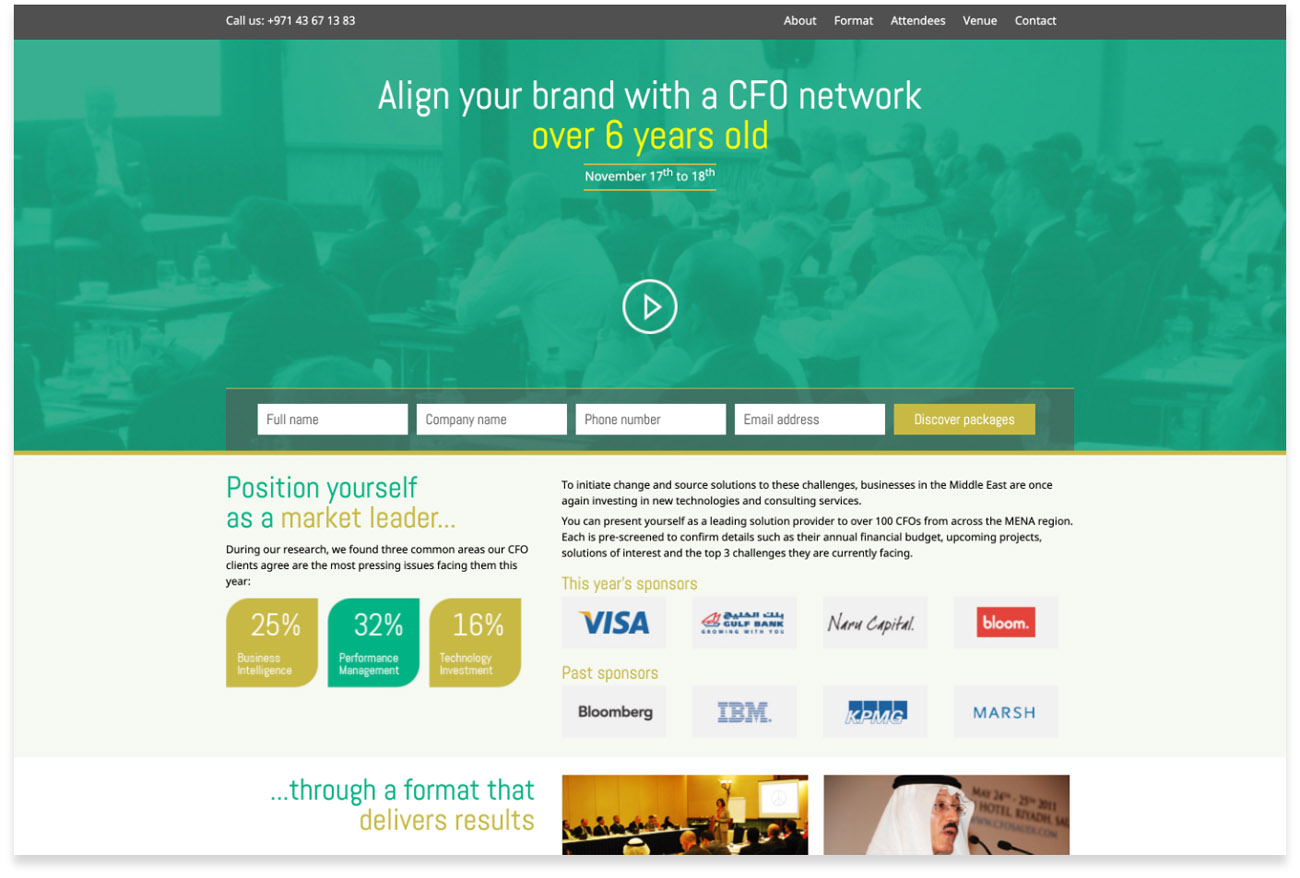 Call us: +971 43 67 13 83
About Format Attendees Venue Contact
Align your brand with a CFO network
over 6 years old
November 17th to 18th
Full name
Company name
Phone number
Email address
Discover packages
Position yourself
as a market leader...
During our research, we found three common areas our CFO
clients agree are the most pressing issues facing them this
year:
25%
Business
Intelligence
32%
Performance
Management
16%
Technology
Investment
To initiate change and source solutions to these challenges, businesses in the Middle East are once
again investing in new technologies and consulting services.
You can present yourself as a leading solution provider to over 100 CFOs from across the MENA region.
Each is pre-screened to confirm details such as their annual financial budget, upcoming projects,
solutions of interest and the top 3 challenges they are currently facing.
This year's sponsors
VISA
بنك الخليج
GULF BANK
GROWING WITH YOU
Naru Capital.
bloom.
Past sponsors
Bloomberg
IBM.
KPMG
MARSH
...through a format that
delivers results
MAY 24TH - 25TH 2011
HOTEL, RIYADH, SA
WWW.CFOSAUDI.COM